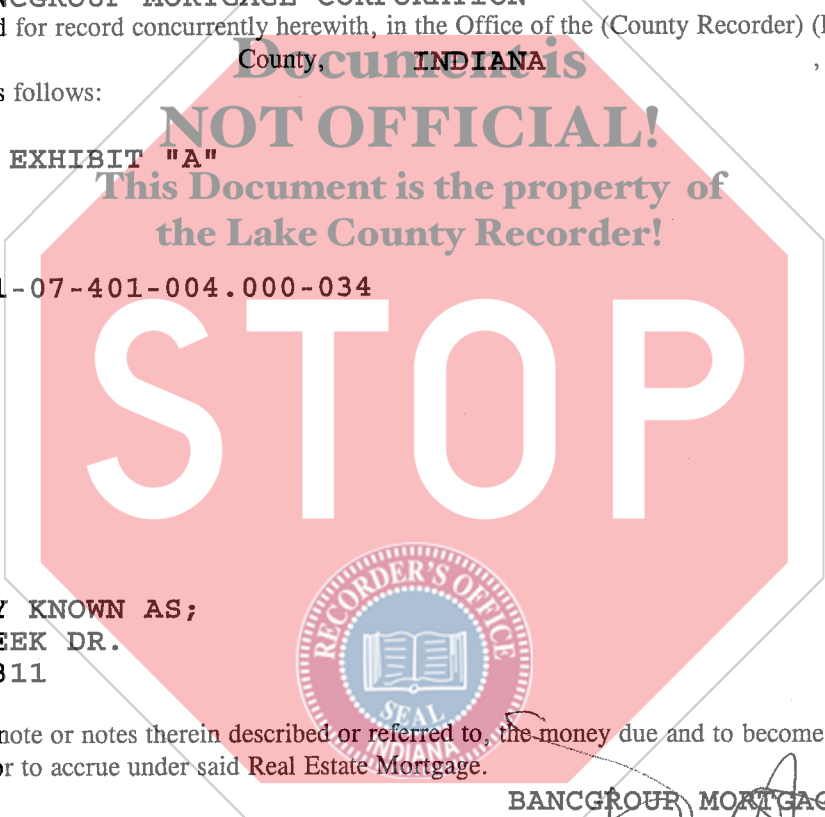 NCGROUP MORTGAGE CORPORATION
d for record concurrently herewith, in the Office of the (County Recorder) (
Document is
County, INDIANA ,
s follows:
NOT OFFICIAL!
EXHIBIT "A"
This Document is the property of
the Lake County Recorder!
1-07-401-004.000-034
STOP
RECORDER'S OFFICE
SEAL
INDIANA
Y KNOWN AS;
EEK DR.
311
note or notes therein described or referred to, the money due and to become
or to accrue under said Real Estate Mortgage.
BANCGROUP MORTGAG